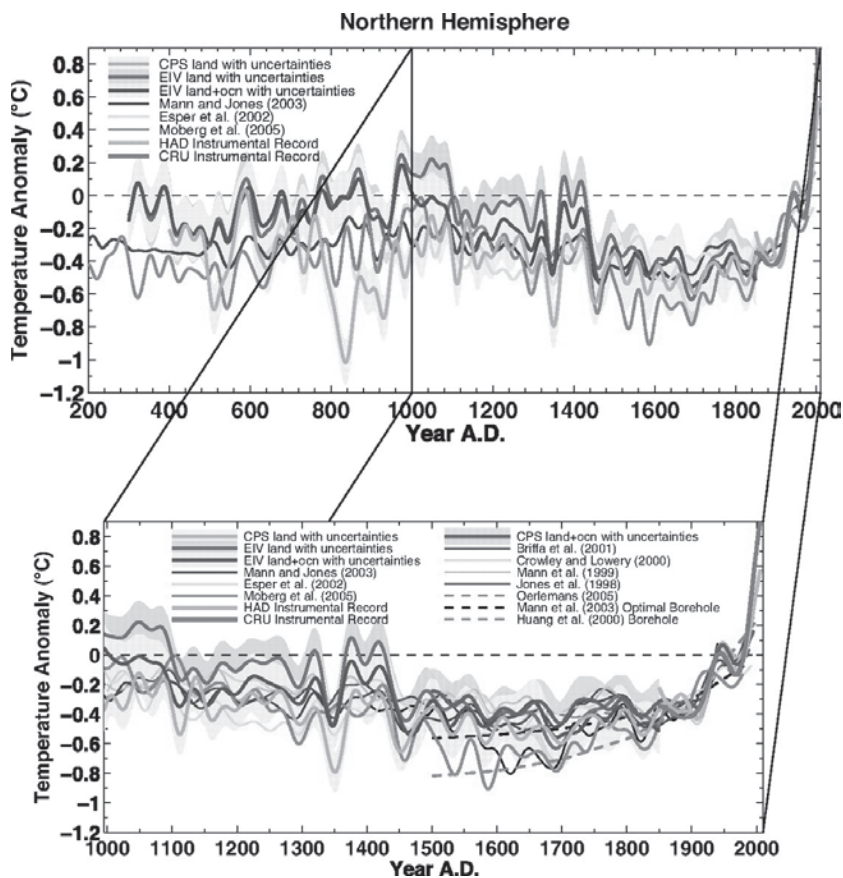 Northern Hemisphere
Temperature Anomaly (°C)
0.8
0.6
0.4
0.2
0
−0.2
−0.4
−0.6
−0.8
−1
−1.2
CPS land with uncertainties
EIV land with uncertainties
EIV land+ocn with uncertainties
Mann and Jones (2003)
Esper et al. (2002)
Moberg et al. (2005)
HAD Instrumental Record
CRU Instrumental Record
200 400 600 800 1000 1200 1400 1600 1800 2000
Year A.D.
Temperature Anomaly (°C)
0.8
0.6
0.4
0.2
0
−0.2
−0.4
−0.6
−0.8
−1
−1.2
CPS land with uncertainties
EIV land with uncertainties
EIV land+ocn with uncertainties
Mann and Jones (2003)
Esper et al. (2002)
Moberg et al. (2005)
HAD Instrumental Record
CRU Instrumental Record
CPS land+ocn with uncertainties
Briffa et al. (2001)
Crowley and Lowery (2000)
Mann et al. (1999)
Jones et al. (1998)
Oerlemans (2005)
Mann et al. (2003) Optimal Borehole
Huang et al. (2000) Borehole
1000 1100 1200 1300 1400 1500 1600 1700 1800 1900 2000
Year A.D.